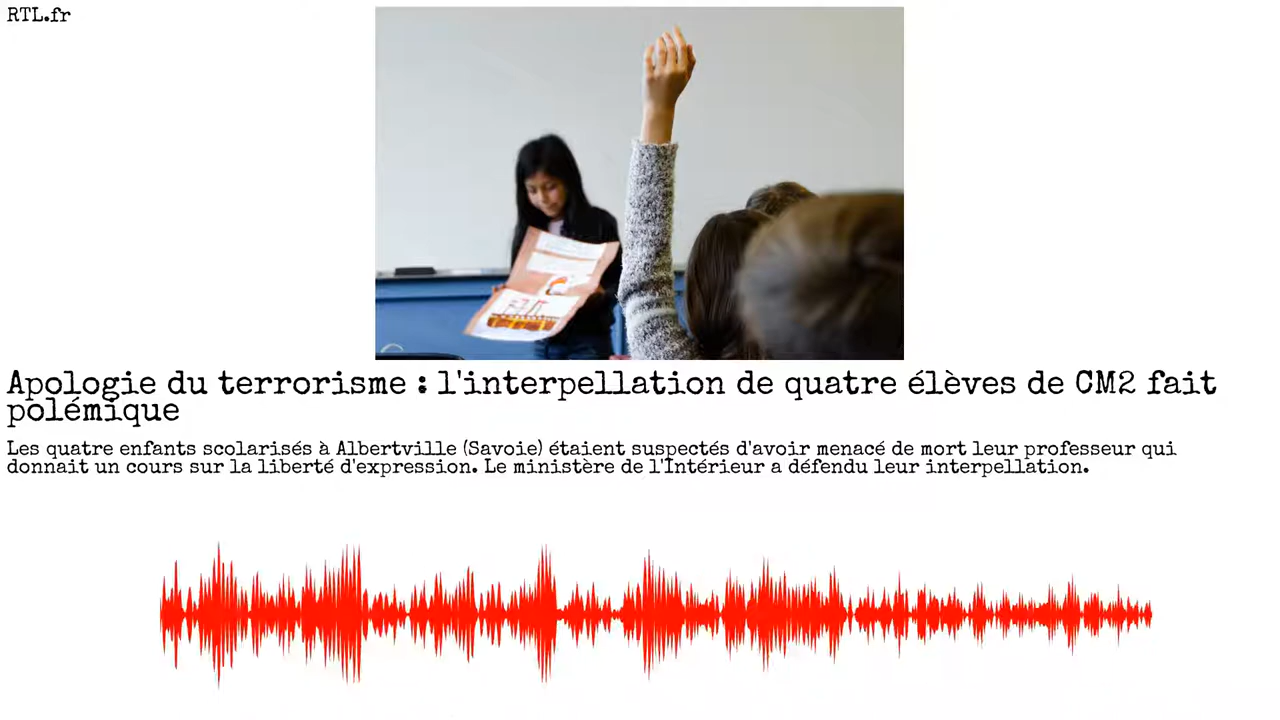 RTL.fr
Apologie du terrorisme : l'interpellation de quatre élèves de CM2 fait
polémique
Les quatre enfants scolarisés à Albertville (Savoie) étaient suspectés d'avoir menacé de mort leur professeur qui
donnait un cours sur la liberté d'expression. Le ministère de l'Intérieur a défendu leur interpellation.